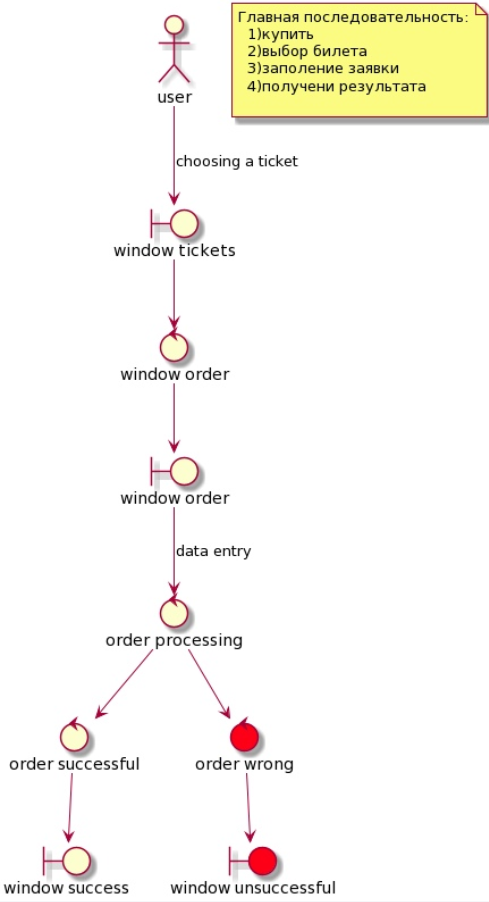 Главная последовательность:
1)купить
2)выбор билета
3)заполение заявки
4)получени результата
user
choosing a ticket
window tickets
window order
window order
data entry
order processing
order successful
order wrong
window success
window unsuccessful